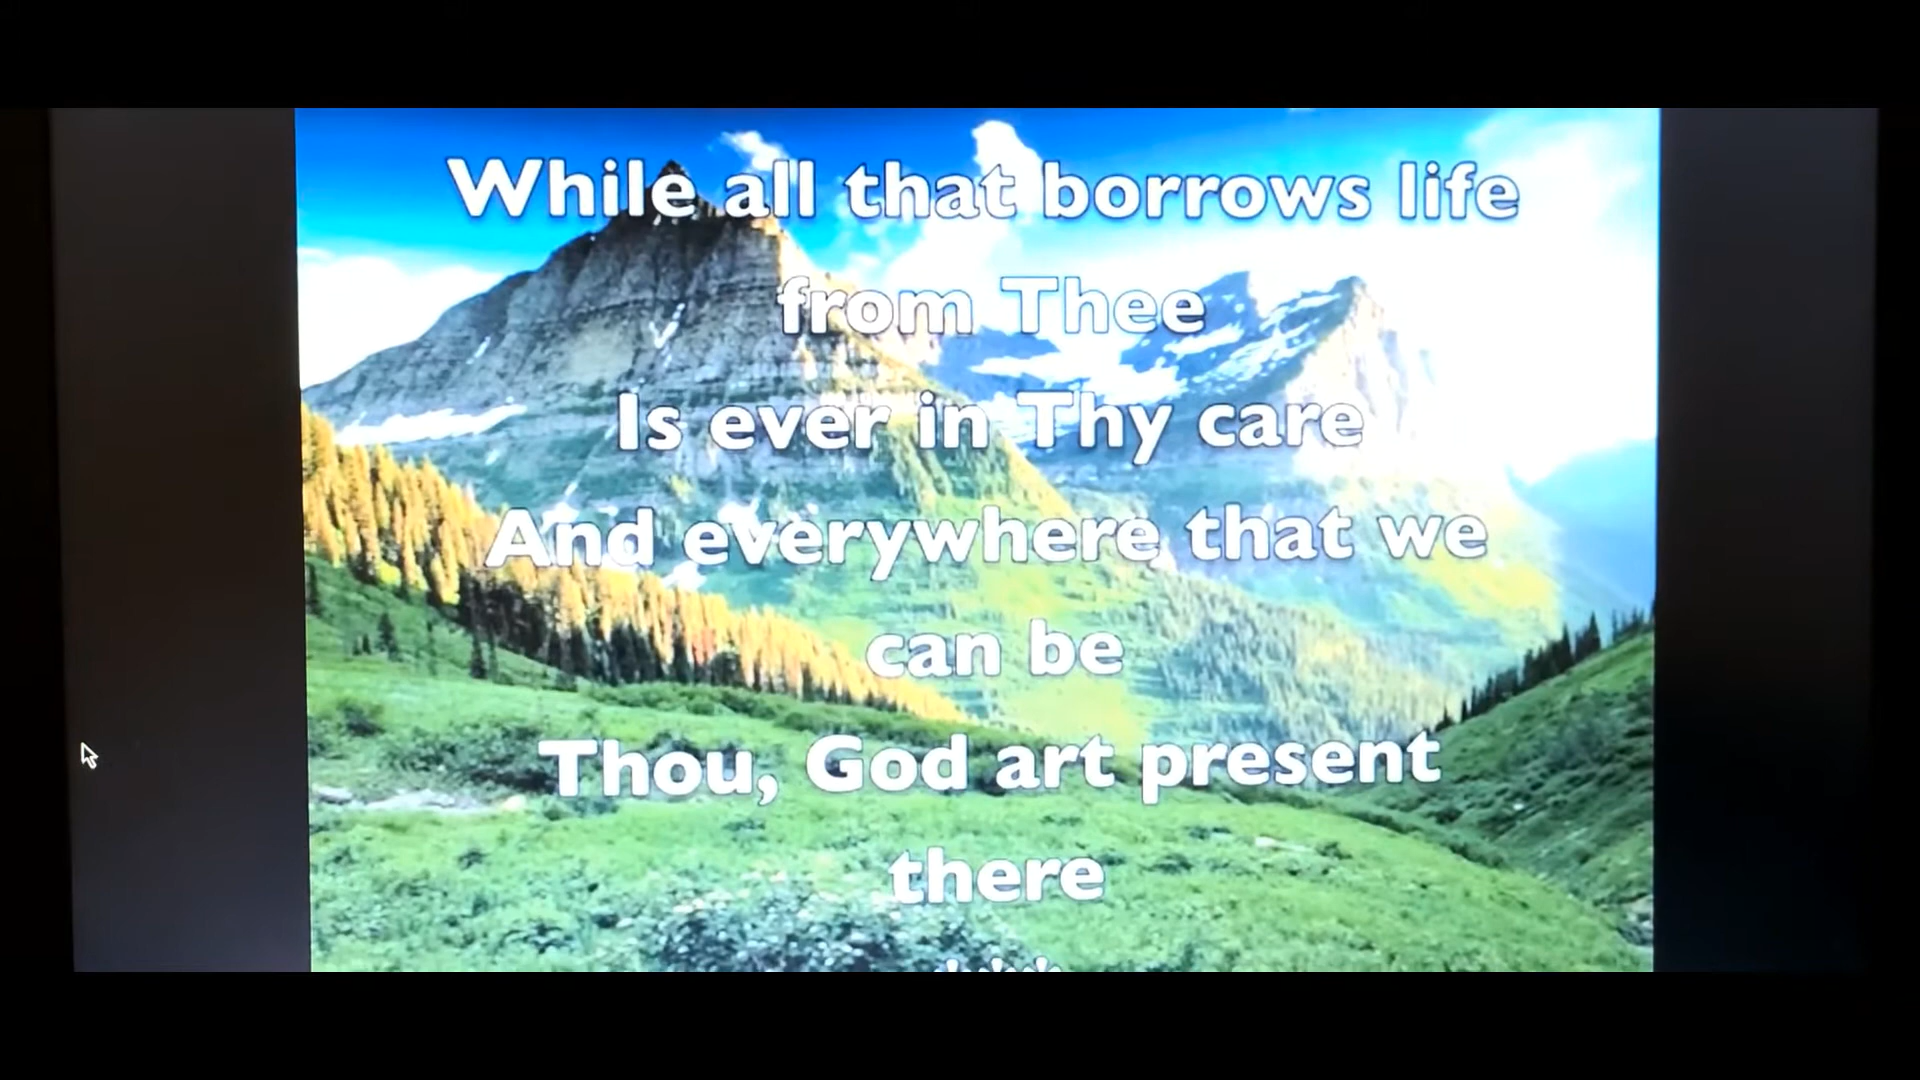 While all that borrows life
from Thee
Is ever in Thy care
And everywhere that we
can be
Thou, God art present
there
***